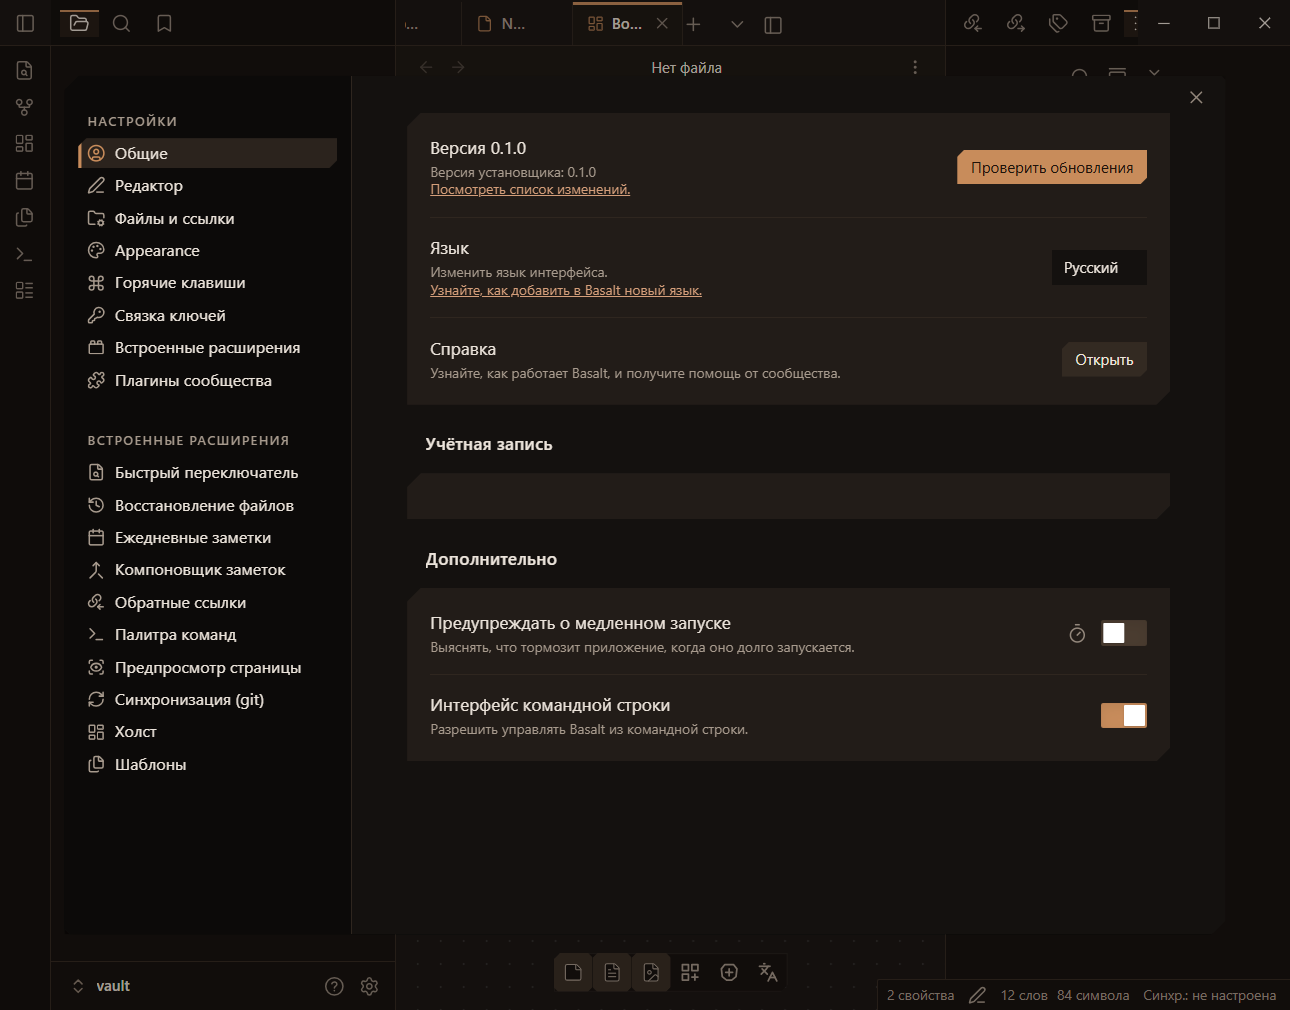 ...
N...
Bo...
Нет файла
НАСТРОЙКИ
Общие
Редактор
Файлы и ссылки
Appearance
Горячие клавиши
Связка ключей
Встроенные расширения
Плагины сообщества
ВСТРОЕННЫЕ РАСШИРЕНИЯ
Быстрый переключатель
Восстановление файлов
Ежедневные заметки
Компоновщик заметок
Обратные ссылки
Палитра команд
Предпросмотр страницы
Синхронизация (git)
Холст
Шаблоны
Версия 0.1.0
Версия установщика: 0.1.0
Посмотреть список изменений.
Проверить обновления
Язык
Изменить язык интерфейса.
Узнайте, как добавить в Basalt новый язык.
Русский
Справка
Узнайте, как работает Basalt, и получите помощь от сообщества.
Открыть
Учётная запись
Дополнительно
Предупреждать о медленном запуске
Выяснять, что тормозит приложение, когда оно долго запускается.
Интерфейс командной строки
Разрешить управлять Basalt из командной строки.
vault
2 свойства
12 слов
84 символа
Синхр.: не настроена